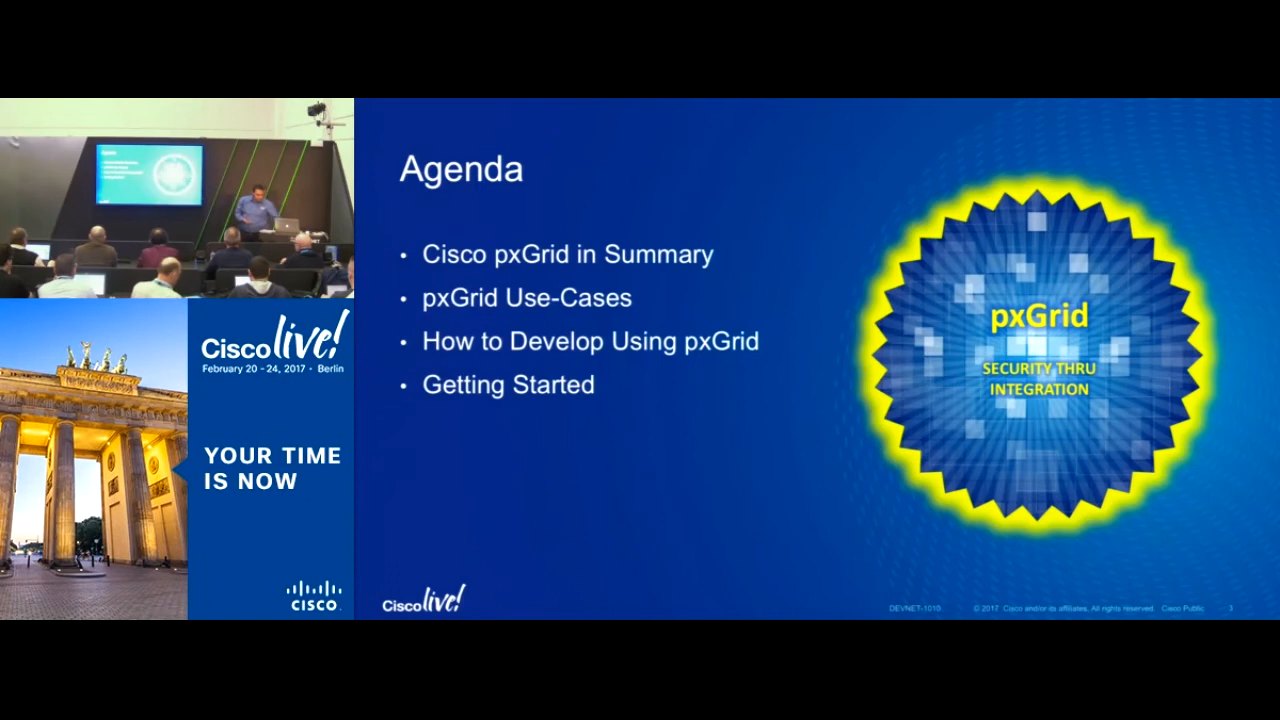 Agenda
• Cisco pxGrid in Summary
• pxGrid Use-Cases
• How to Develop Using pxGrid
• Getting Started
pxGrid
SECURITY THRU
INTEGRATION
Cisco live!
February 20 - 24, 2017 • Berlin
YOUR TIME
IS NOW
CISCO
Cisco live!
DEVNET-1010 © 2017 Cisco and/or its affiliates. All rights reserved. Cisco Public 3